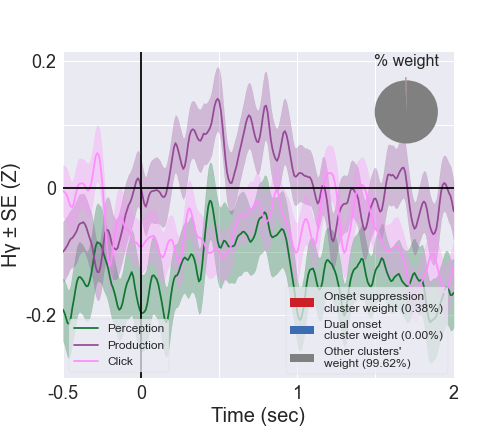 % weight
0.2
0
-0.2
Hγ ± SE (Z)
Perception
Production
Click
Onset suppression
cluster weight (0.38%)
Dual onset
cluster weight (0.00%)
Other clusters'
weight (99.62%)
-0.5
0
1
2
Time (sec)